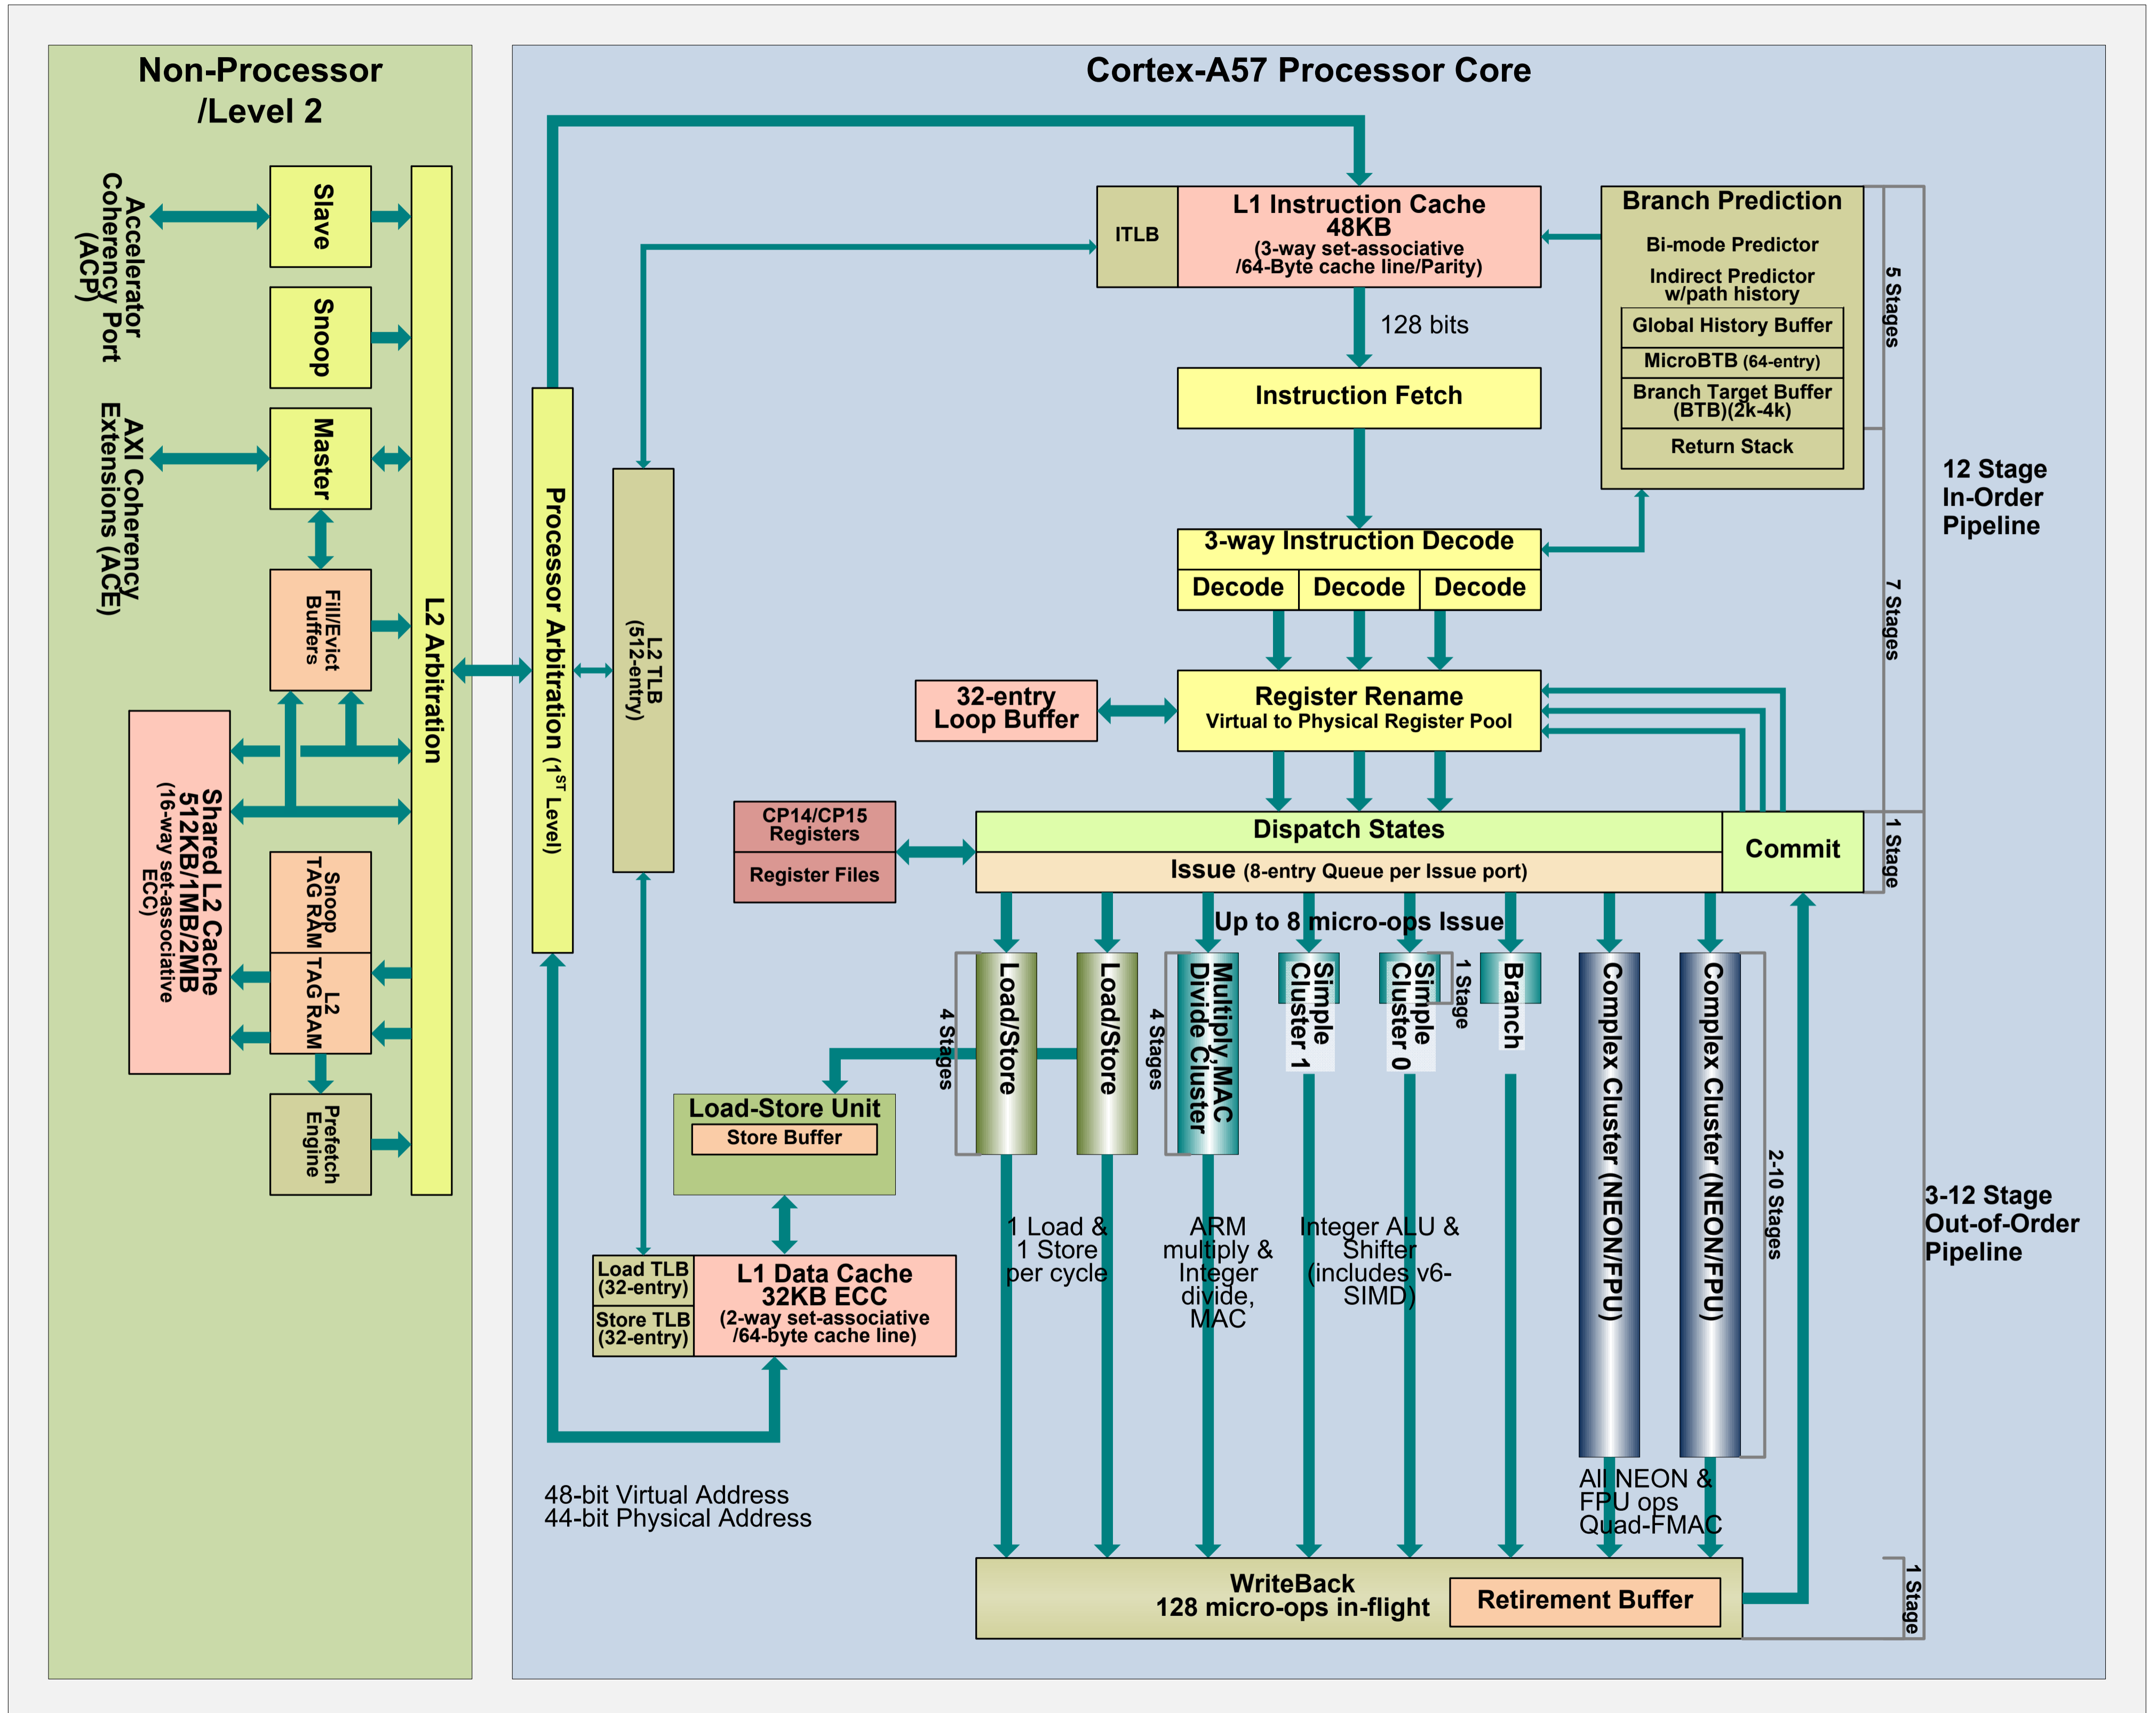 Non-Processor
/Level 2
Accelerator
Coherency Port
(ACP)
AXI Coherency
Extensions (ACE)
Slave
Snoop
Master
Fill/Evict
Buffers
Shared L2 Cache
512KB/1MB/2MB
(16-way set-associative
ECC)
Snoop
TAG RAM
L2
TAG RAM
Prefetch
Engine
L2 Arbitration
Cortex-A57 Processor Core
Processor Arbitration (1ST Level)
L2 TLB
(512-entry)
ITLB
L1 Instruction Cache
48KB
(3-way set-associative
/64-Byte cache line/Parity)
128 bits
Instruction Fetch
Branch Prediction
Bi-mode Predictor
Indirect Predictor
w/path history
Global History Buffer
MicroBTB (64-entry)
Branch Target Buffer
(BTB)(2k-4k)
Return Stack
5 Stages
12 Stage
In-Order
Pipeline
7 Stages
3-way Instruction Decode
Decode
Decode
Decode
32-entry
Loop Buffer
Register Rename
Virtual to Physical Register Pool
CP14/CP15
Registers
Register Files
Dispatch States
Issue (8-entry Queue per Issue port)
Commit
1 Stage
Up to 8 micro-ops Issue
4 Stages
Load/Store
Load/Store
4 Stages
Multiply,MAC
Divide Cluster
Simple
Cluster 1
Simple
Cluster 0
1 Stage
Branch
Complex Cluster (NEON/FPU)
Complex Cluster (NEON/FPU)
2-10 Stages
3-12 Stage
Out-of-Order
Pipeline
Load-Store Unit
Store Buffer
Load TLB
(32-entry)
Store TLB
(32-entry)
L1 Data Cache
32KB ECC
(2-way set-associative
/64-byte cache line)
1 Load &
1 Store
per cycle
ARM
multiply &
Integer
divide,
MAC
Integer ALU &
Shifter
(includes v6-
SIMD)
All NEON &
FPU ops
Quad-FMAC
48-bit Virtual Address
44-bit Physical Address
WriteBack
128 micro-ops in-flight
Retirement Buffer
1 Stage